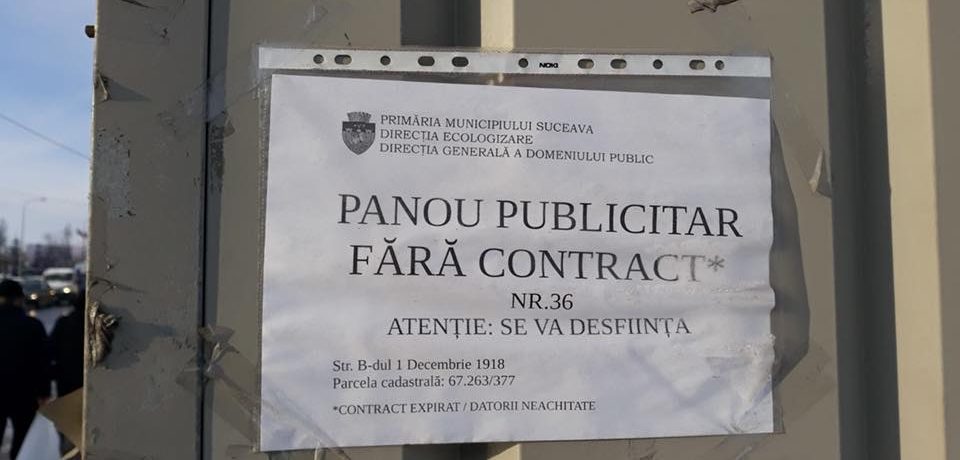 NOKI
PRIMĂRIA MUNICIPIULUI SUCEAVA
DIRECȚIA ECOLOGIZARE
DIRECȚIA GENERALĂ A DOMENIULUI PUBLIC
PANOU PUBLICITAR
FĂRĂ CONTRACT*
NR.36
ATENȚIE: SE VA DESFIINȚA
Str. B-dul 1 Decembrie 1918
Parcela cadastrală: 67.263/377
*CONTRACT EXPIRAT / DATORII NEACHITATE